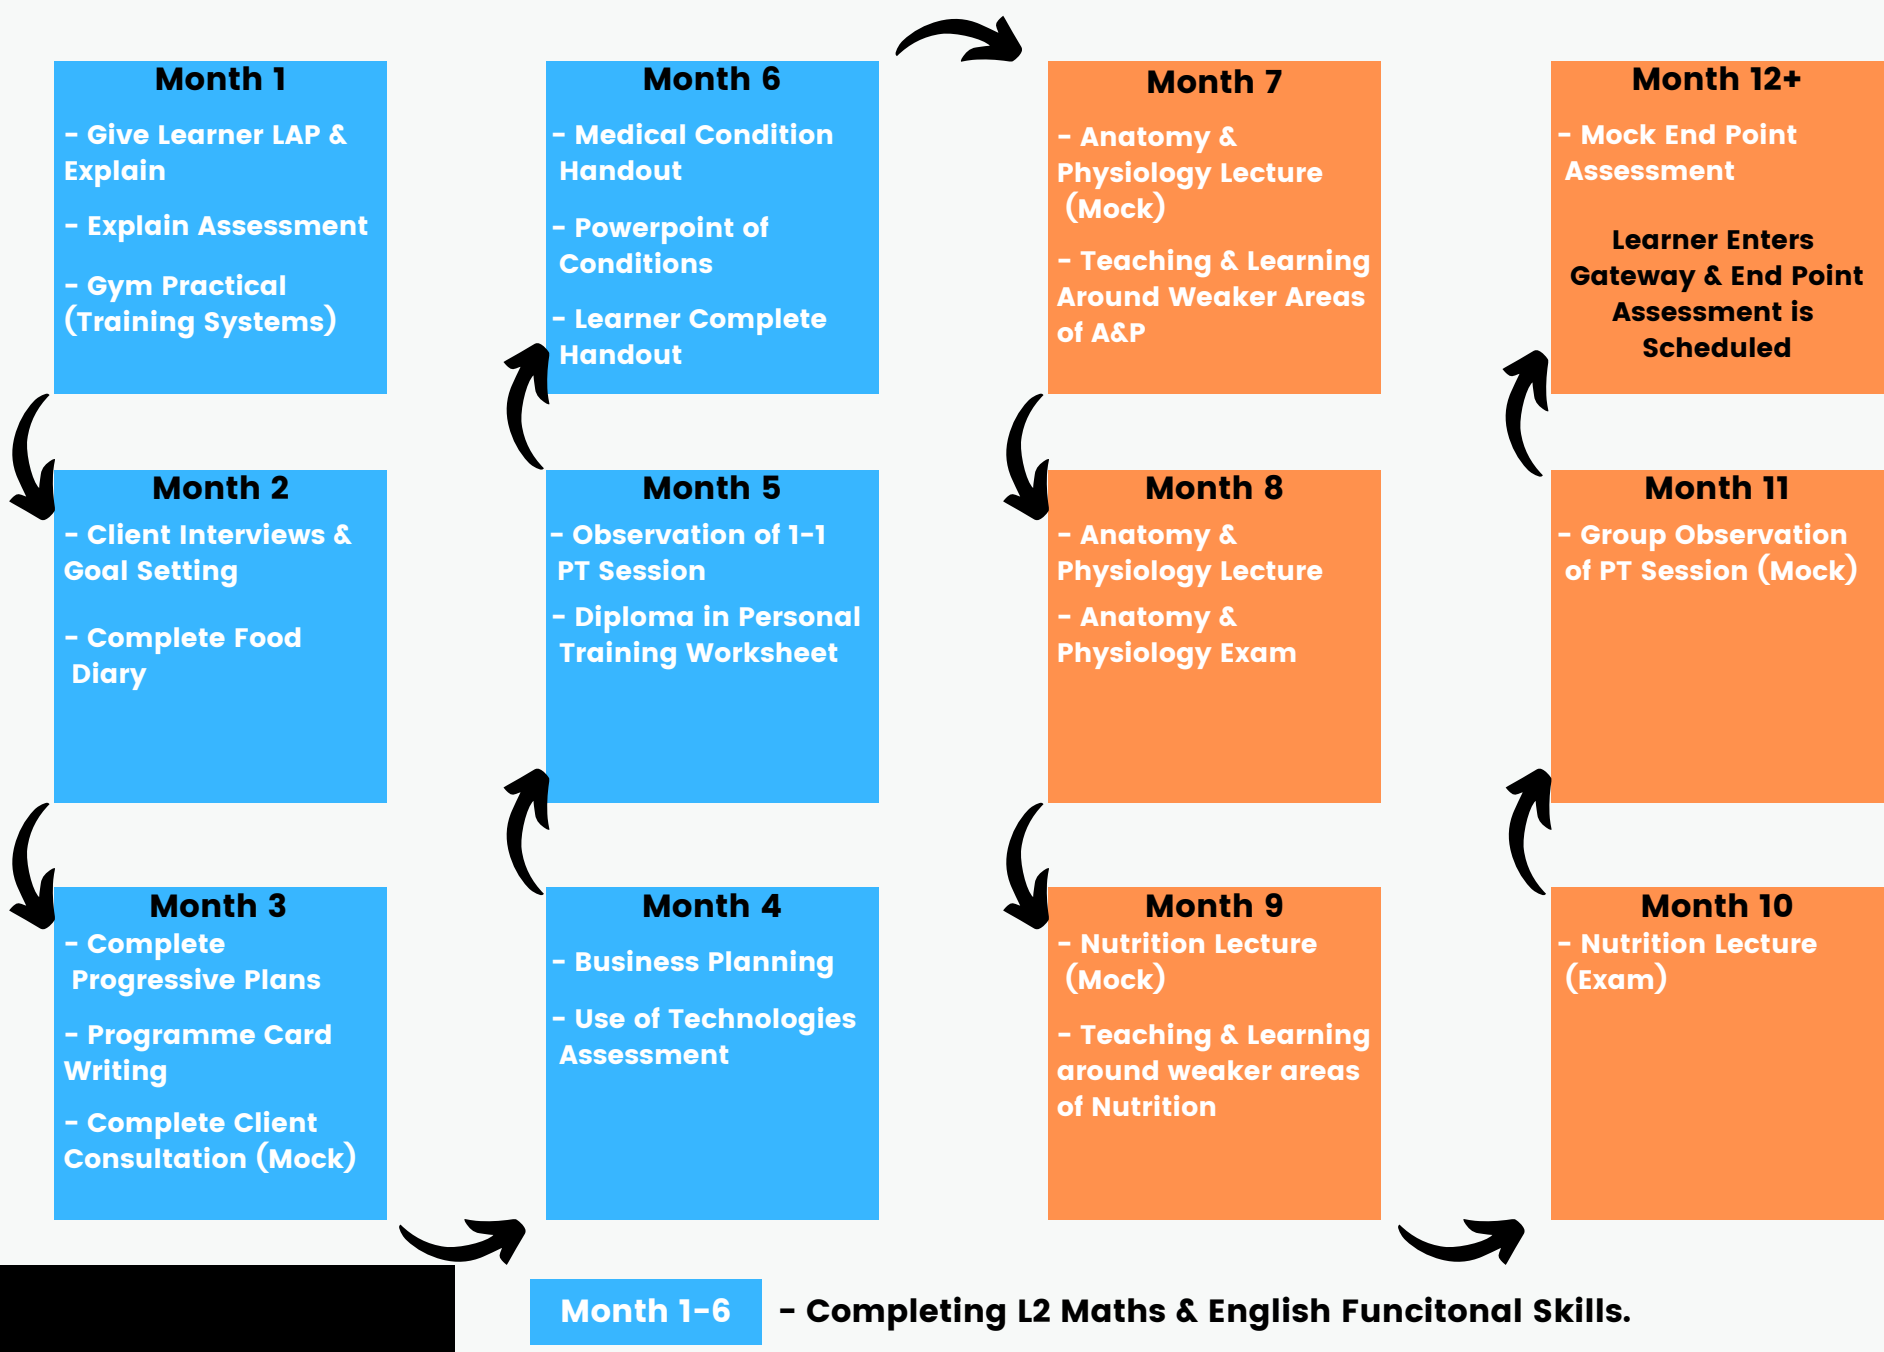 Month 1
- Give Learner LAP &
Explain
- Explain Assessment
- Gym Practical
(Training Systems)
Month 2
- Client Interviews &
Goal Setting
- Complete Food
Diary
Month 3
- Complete
Progressive Plans
- Programme Card
Writing
- Complete Client
Consultation (Mock)
Month 4
- Business Planning
- Use of Technologies
Assessment
Month 5
- Observation of 1-1
PT Session
- Diploma in Personal
Training Worksheet
Month 6
- Medical Condition
Handout
- Powerpoint of
Conditions
- Learner Complete
Handout
Month 7
- Anatomy &
Physiology Lecture
(Mock)
- Teaching & Learning
Around Weaker Areas
of A&P
Month 8
- Anatomy &
Physiology Lecture
- Anatomy &
Physiology Exam
Month 9
- Nutrition Lecture
(Mock)
- Teaching & Learning
around weaker areas
of Nutrition
Month 10
- Nutrition Lecture
(Exam)
Month 11
- Group Observation
of PT Session (Mock)
Month 12+
- Mock End Point
Assessment
Learner Enters
Gateway & End Point
Assessment is
Scheduled
Month 1-6 - Completing L2 Maths & English Funcitonal Skills.